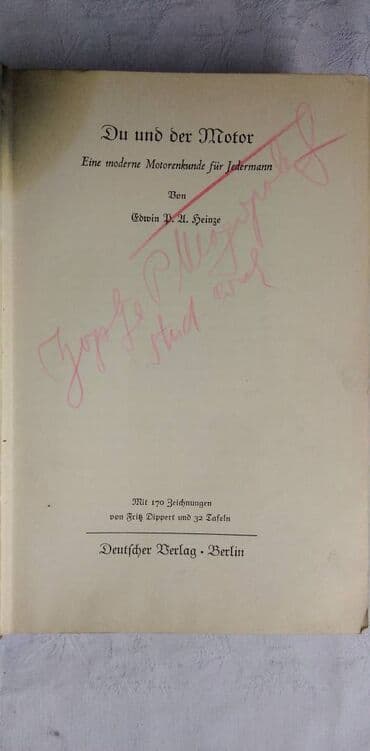 Du und der Motor
Eine moderne Motorenkunde für Jedermann
Von
Edwin P. A. Heinze
stud
Mit 170 Zeichnungen
von Fritz Dippert und 32 Tafeln
Deutscher Verlag • Berlin